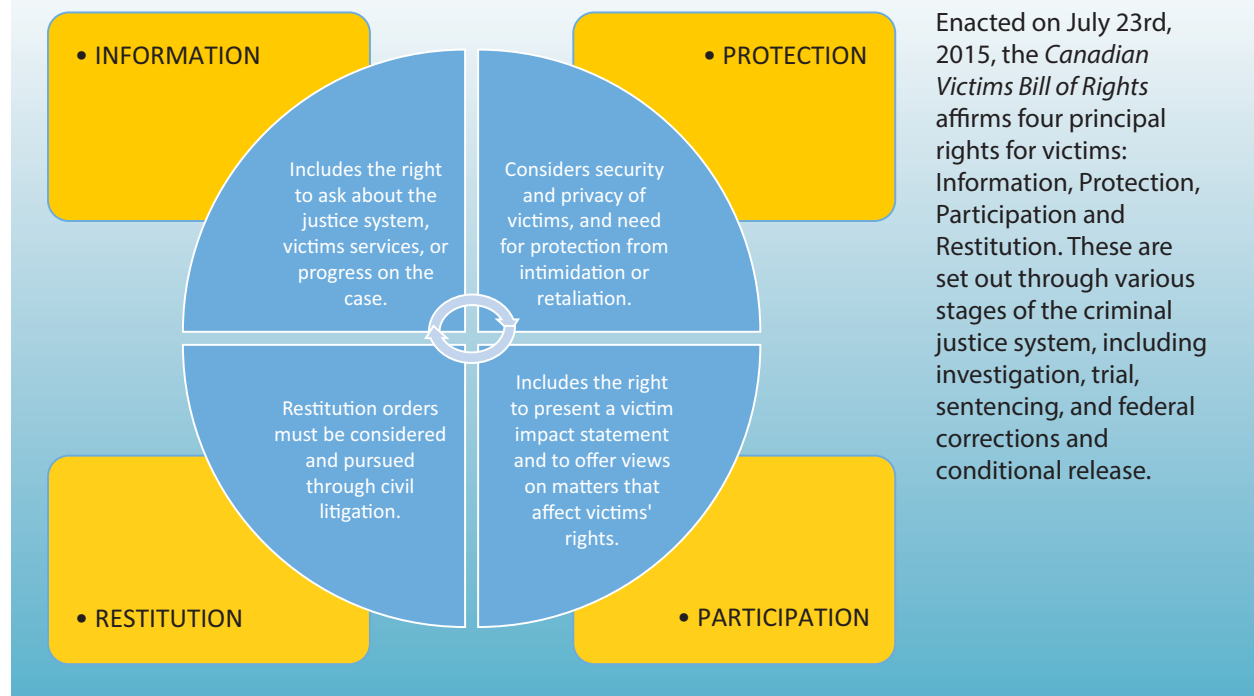 • INFORMATION
Includes the right
to ask about the
justice system,
victims services, or
progress on the
case.
• PROTECTION
Considers security
and privacy of
victims, and need
for protection from
intimidation or
retaliation.
• RESTITUTION
Restitution orders
must be considered
and pursued
through civil
litigation.
• PARTICIPATION
Includes the right
to present a victim
impact statement
and to offer views
on matters that
affect victims'
rights.
Enacted on July 23rd,
2015, the Canadian
Victims Bill of Rights
affirms four principal
rights for victims:
Information, Protection,
Participation and
Restitution. These are
set out through various
stages of the criminal
justice system, including
investigation, trial,
sentencing, and federal
corrections and
conditional release.